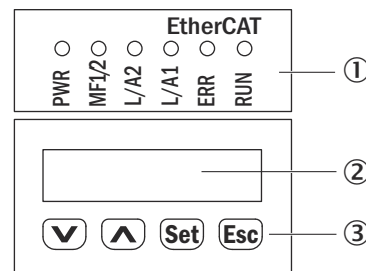 EtherCAT
PWR MF1/2 L/A2 L/A1 ERR RUN
①
②
Set Esc
③